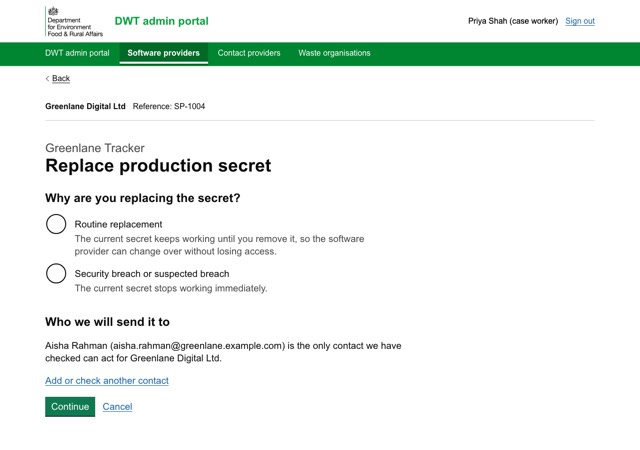 Department
for Environment
Food & Rural Affairs
DWT admin portal
Priya Shah (case worker)
Sign out
DWT admin portal
Software providers
Contact providers
Waste organisations
Back
Greenlane Digital Ltd Reference: SP-1004
Greenlane Tracker
Replace production secret
Why are you replacing the secret?
Routine replacement
The current secret keeps working until you remove it, so the software
provider can change over without losing access.
Security breach or suspected breach
The current secret stops working immediately.
Who we will send it to
Aisha Rahman (aisha.rahman@greenlane.example.com) is the only contact we have
checked can act for Greenlane Digital Ltd.
Add or check another contact
Continue
Cancel